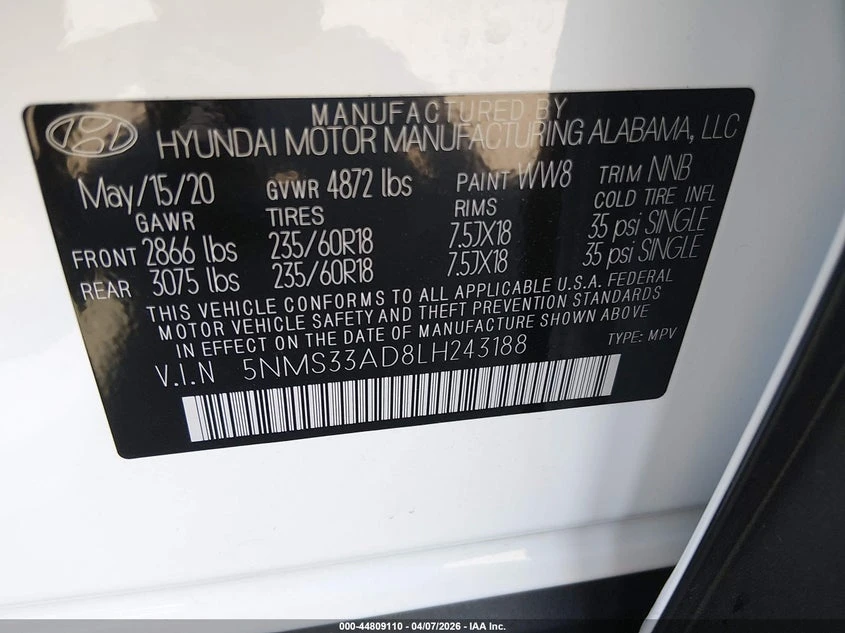 MANUFACTURED BY
HYUNDAI MOTOR MANUFACTURING ALABAMA, LLC
May/15/20 GVWR 4872 lbs PAINT WW8 TRIM NNB
GAWR TIRES RIMS COLD TIRE INFL
FRONT 2866 lbs 235/60R18 7.5JX18 35 psi SINGLE
REAR 3075 lbs 235/60R18 7.5JX18 35 psi SINGLE
THIS VEHICLE CONFORMS TO ALL APPLICABLE U.S.A. FEDERAL
MOTOR VEHICLE SAFETY AND THEFT PREVENTION STANDARDS
IN EFFECT ON THE DATE OF MANUFACTURE SHOWN ABOVE
V.I.N 5NMS33AD8LH243188 TYPE: MPV
000-44809110 - 04/07/2026 - IAA Inc.